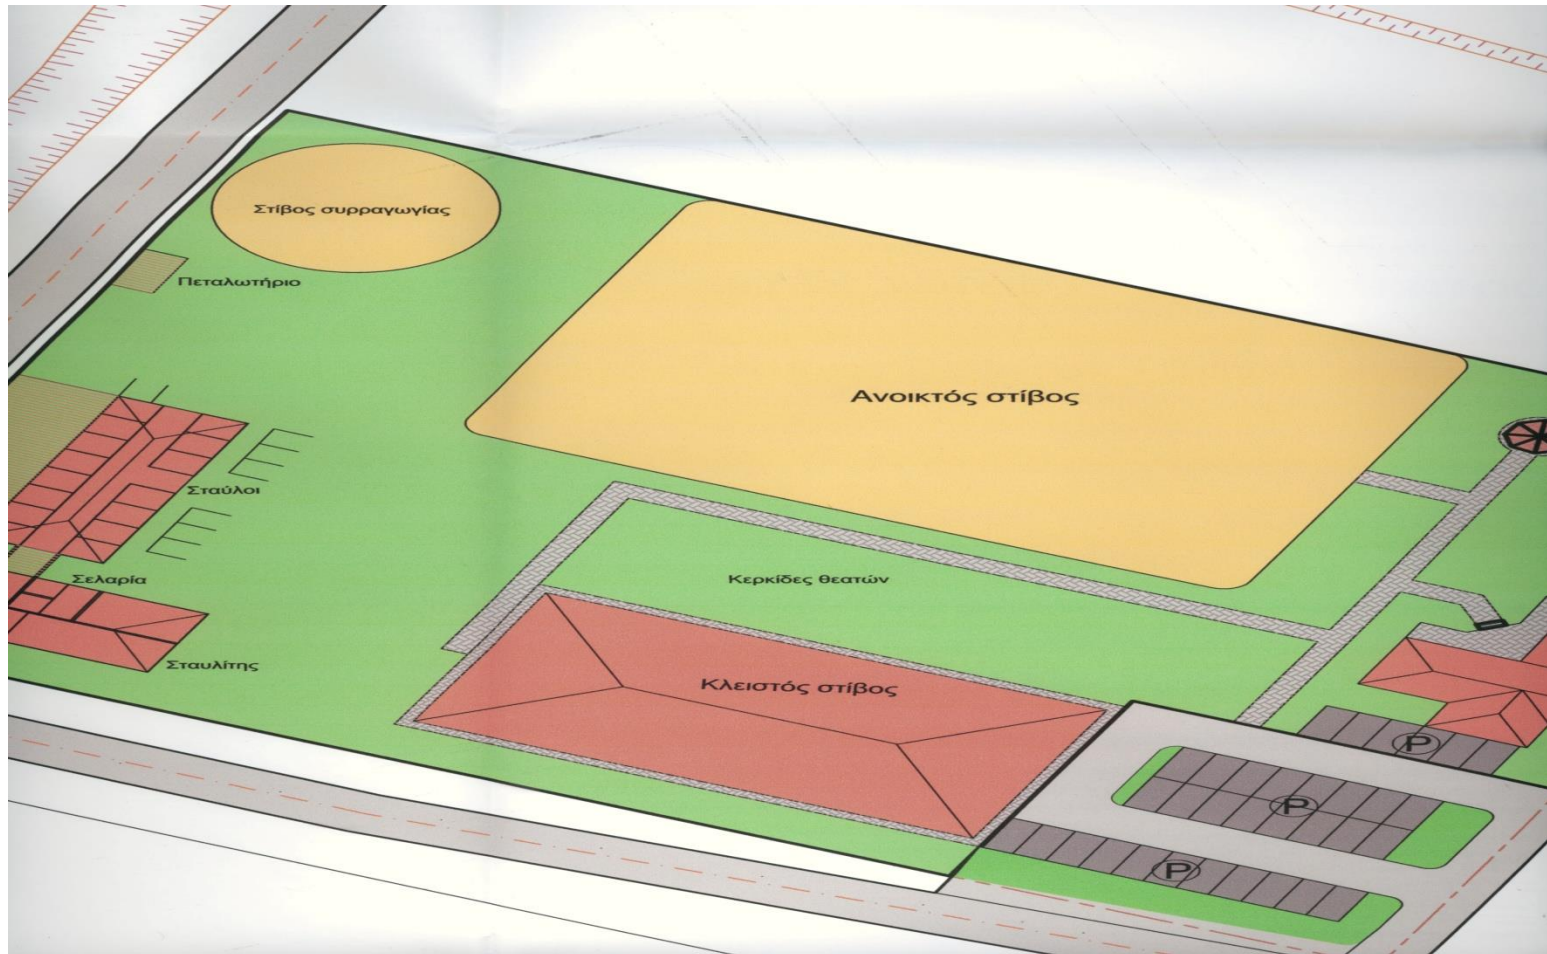 Στίβος συρραγωγίας
Πεταλωτήριο
Ανοικτός στίβος
Σταύλοι
Σελαρία
Κερκίδες θεατών
Σταυλίτης
Κλειστός στίβος
P
P
P